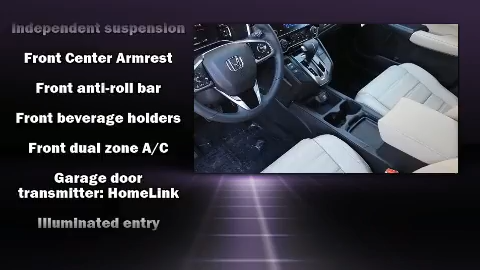 Independent suspension
Front Center Armrest
Front anti-roll bar
Front beverage holders
Front dual zone A/C
Garage door
transmitter: HomeLink
Illuminated entry